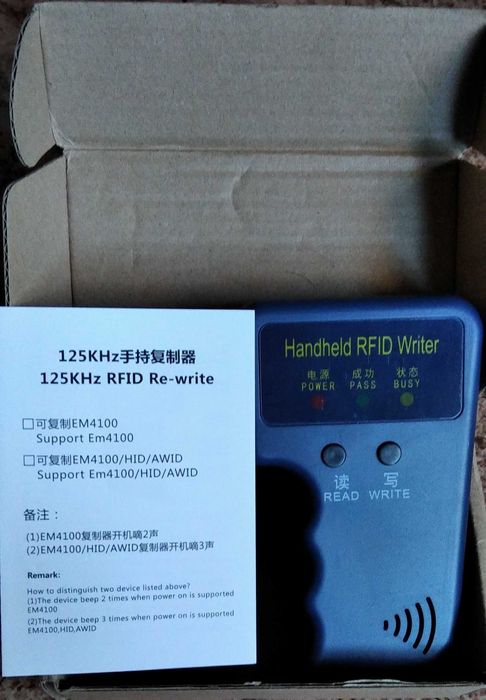 125KHz手持复制器
125KHz RFID Re-write
可复制EM4100
Support Em4100
可复制EM4100/HID/AWID
Support Em4100/HID/AWID
备注：
(1)EM4100复制器开机嘀2声
(2)EM4100/HID/AWID复制器开机嘀3声
Remark:
How to distinguish two device listed above?
(1)The device beep 2 times when power on is supported
EM4100
(2)The device beep 3 times when power on is supported
EM4100,HID,AWID
Handheld RFID Writer
电源 成功 状态
POWER PASS BUSY
读 写
READ WRITE